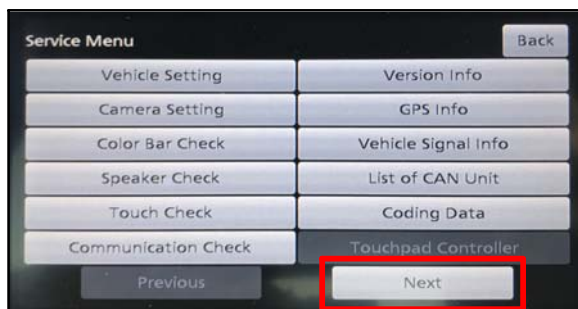 Service Menu
Back
Vehicle Setting
Version Info
Camera Setting
GPS Info
Color Bar Check
Vehicle Signal Info
Speaker Check
List of CAN Unit
Touch Check
Coding Data
Communication Check
Touchpad Controller
Previous
Next